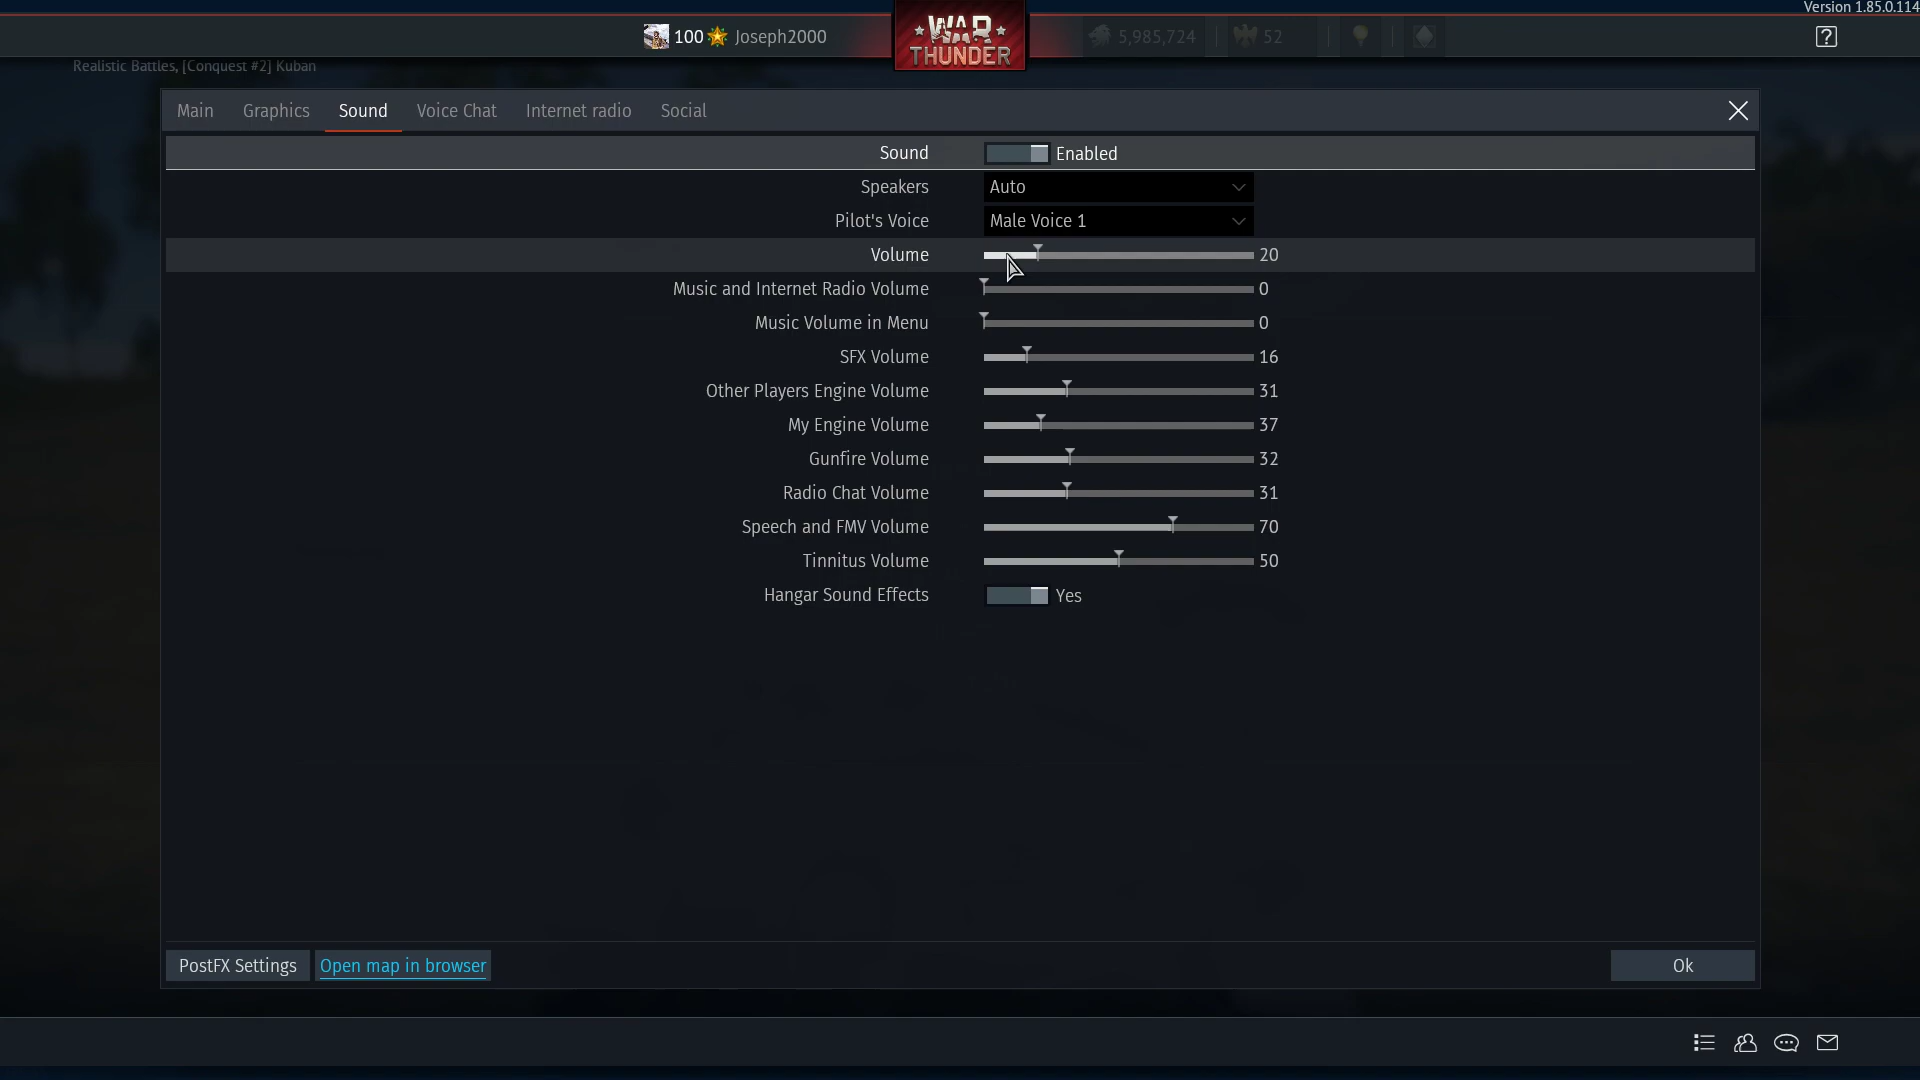 Version 1.85.0.114
100 Joseph2000
WAR THUNDER
5,985,724
52
Realistic Battles, [Conquest #2] Kuban
Main Graphics Sound Voice Chat Internet radio Social
Sound Enabled
Speakers Auto
Pilot's Voice Male Voice 1
Volume 20
Music and Internet Radio Volume 0
Music Volume in Menu 0
SFX Volume 16
Other Players Engine Volume 31
My Engine Volume 37
Gunfire Volume 32
Radio Chat Volume 31
Speech and FMV Volume 70
Tinnitus Volume 50
Hangar Sound Effects Yes
PostFX Settings Open map in browser Ok